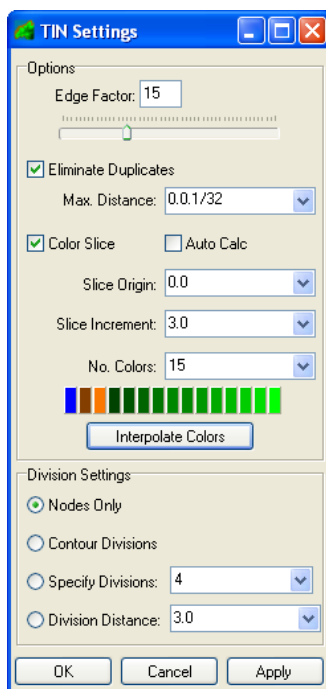 TIN Settings
Options
Edge Factor: 15
Eliminate Duplicates
Max. Distance: 0.0.1/32
Color Slice Auto Calc
Slice Origin: 0.0
Slice Increment: 3.0
No. Colors: 15
Interpolate Colors
Division Settings
Nodes Only
Contour Divisions
Specify Divisions: 4
Division Distance: 3.0
OK Cancel Apply